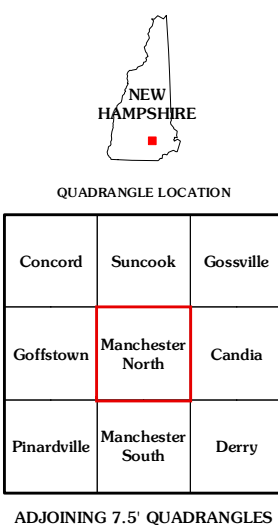 NEW
HAMPSHIRE
QUADRANGLE LOCATION
Concord Suncook Gossville
Goffstown Manchester North Candia
Pinardville Manchester South Derry
ADJOINING 7.5' QUADRANGLES